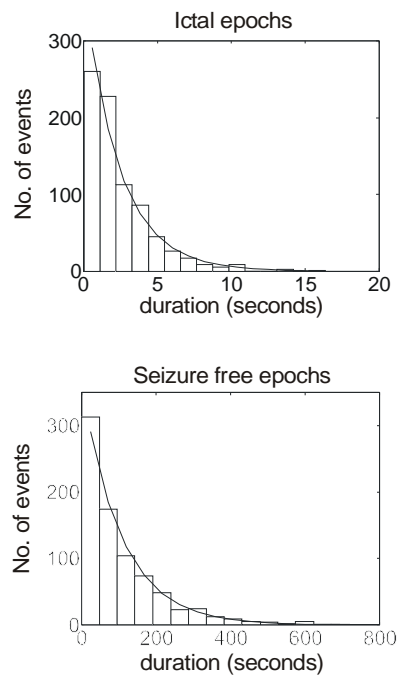 Ictal epochs
300
200
100
0
No. of events
0 5 10 15 20
duration (seconds)
Seizure free epochs
300
200
100
0
No. of events
0 200 400 600 800
duration (seconds)